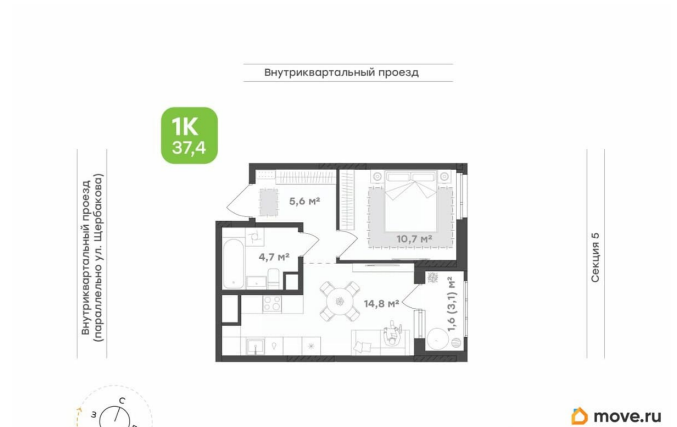 Внутриквартальный проезд
1К
37,4
5,6 м²
10,7 м²
4,7 м²
14,8 м²
1,6 (3,1) м²
Внутриквартальный проезд
(параллельно ул. Щербакова)
Секция 5
С
З
move.ru